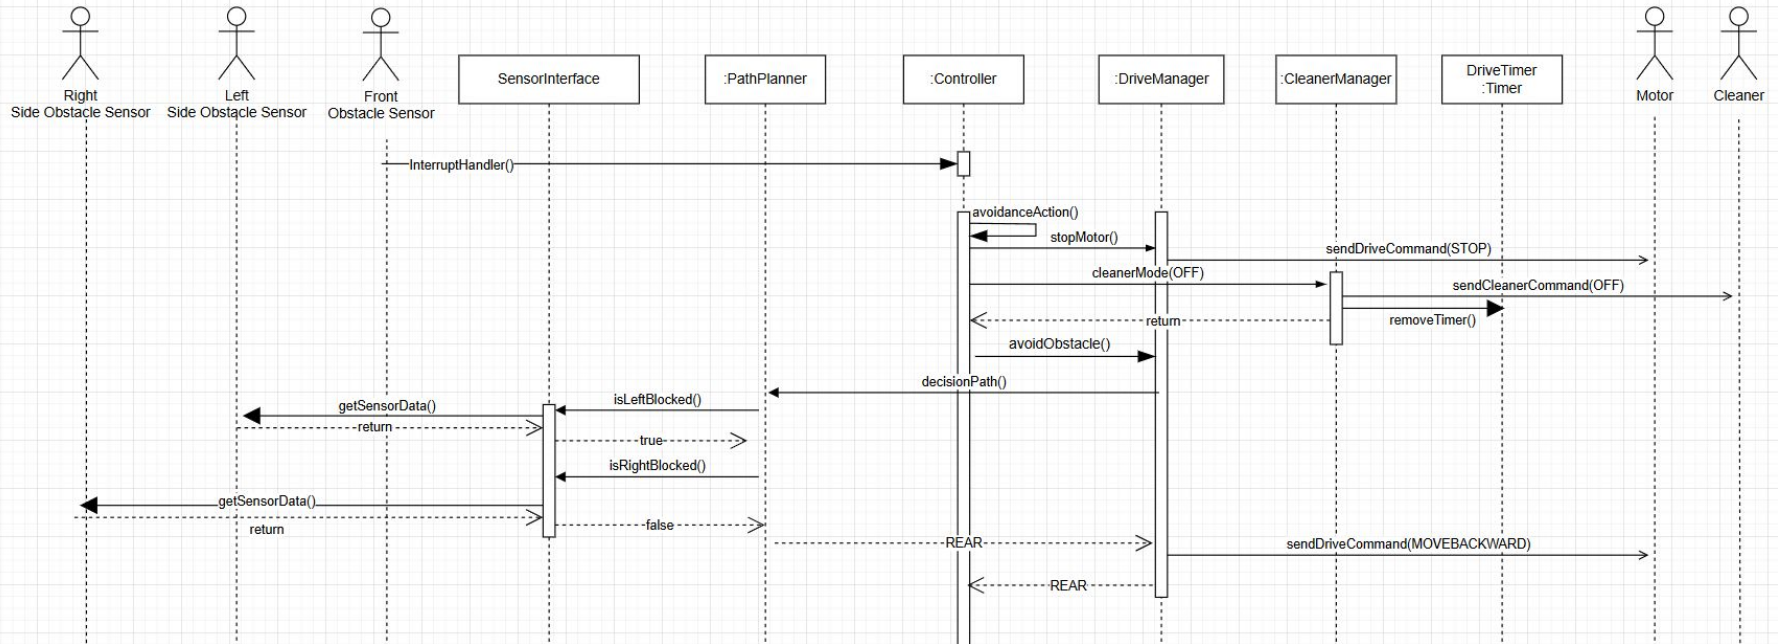 Right
Side Obstacle Sensor
Left
Side Obstacle Sensor
Front
Obstacle Sensor
SensorInterface
:PathPlanner
:Controller
:DriveManager
:CleanerManager
DriveTimer
:Timer
Motor
Cleaner
InterruptHandler()
avoidanceAction()
stopMotor()
sendDriveCommand(STOP)
cleanerMode(OFF)
sendCleanerCommand(OFF)
return
removeTimer()
avoidObstacle()
decisionPath()
isLeftBlocked()
getSensorData()
return
true
isRightBlocked()
getSensorData()
return
false
REAR
sendDriveCommand(MOVEBACKWARD)
REAR